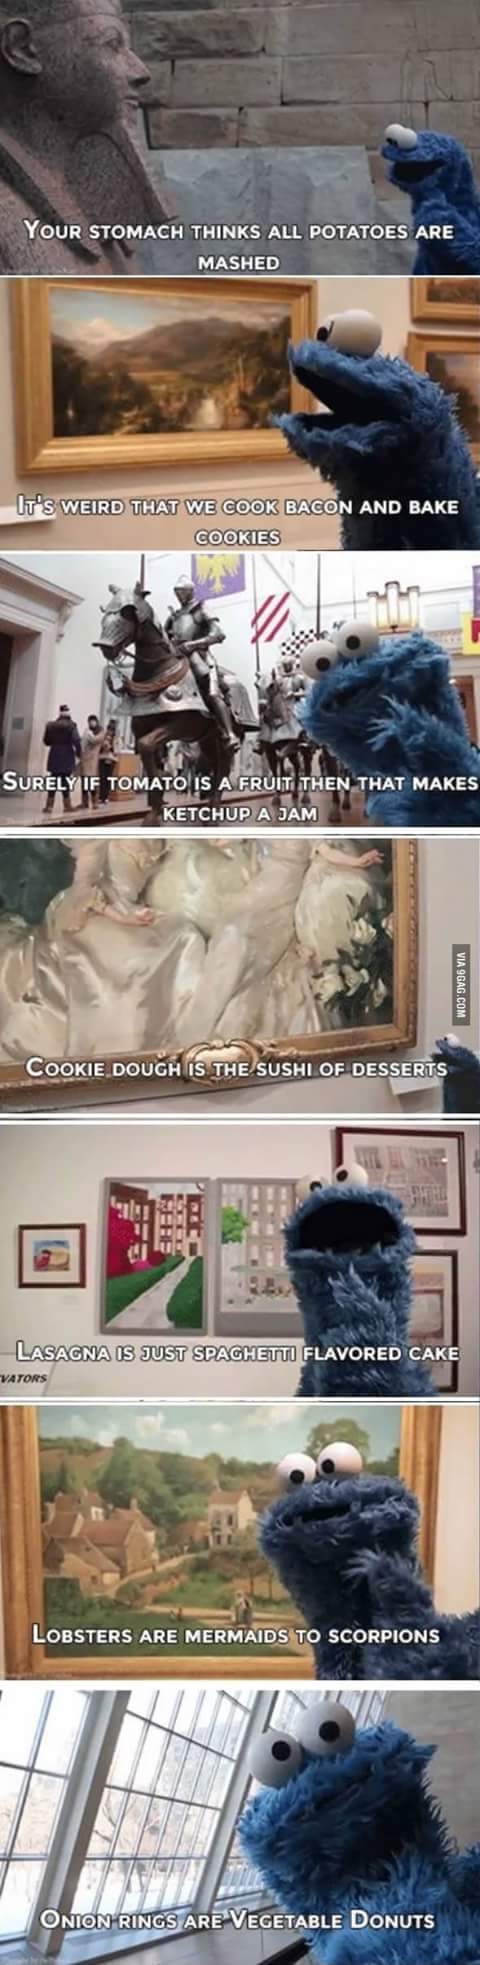 YOUR STOMACH THINKS ALL POTATOES ARE
MASHED
IT'S WEIRD THAT WE COOK BACON AND BAKE
COOKIES
SURELY IF TOMATO IS A FRUIT THEN THAT MAKES
KETCHUP A JAM
VIA 9GAG.COM
COOKIE DOUGH IS THE SUSHI OF DESSERTS
LASAGNA IS JUST SPAGHETTI FLAVORED CAKE
VATORS
LOBSTERS ARE MERMAIDS TO SCORPIONS
ONION RINGS ARE VEGETABLE DONUTS